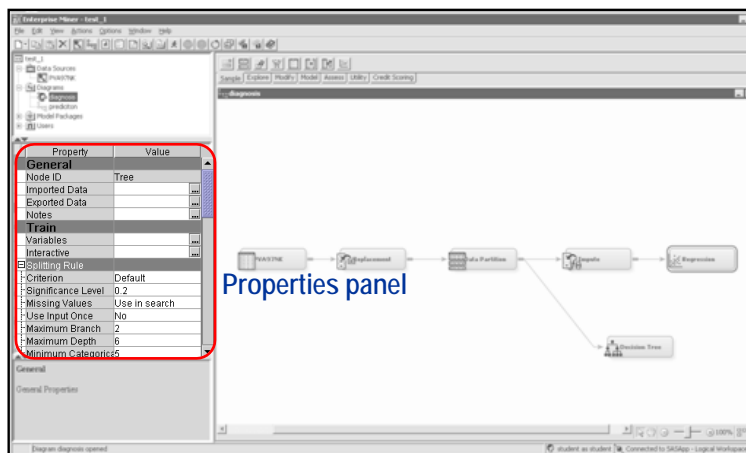 Enterprise Miner - test_1
File Edit View Actions Options Window Help
test_1
Data Sources
PVA97NK
Diagrams
diagnosis
prediction
Model Packages
Users
Sample Explore Modify Model Assess Utility Credit Scoring
diagnosis
Property Value
General
Node ID Tree
Imported Data ...
Exported Data ...
Notes ...
Train
Variables ...
Interactive ...
Splitting Rule
Criterion Default
Significance Level 0.2
Missing Values Use in search
Use Input Once No
Maximum Branch 2
Maximum Depth 6
Minimum Categorica 5
General
General Properties
PVA97NK
Replacement
Data Partition
Impute
Regression
Decision Tree
Properties panel
100%
Diagram diagnosis opened
student as student Connected to SASApp - Logical Workspace